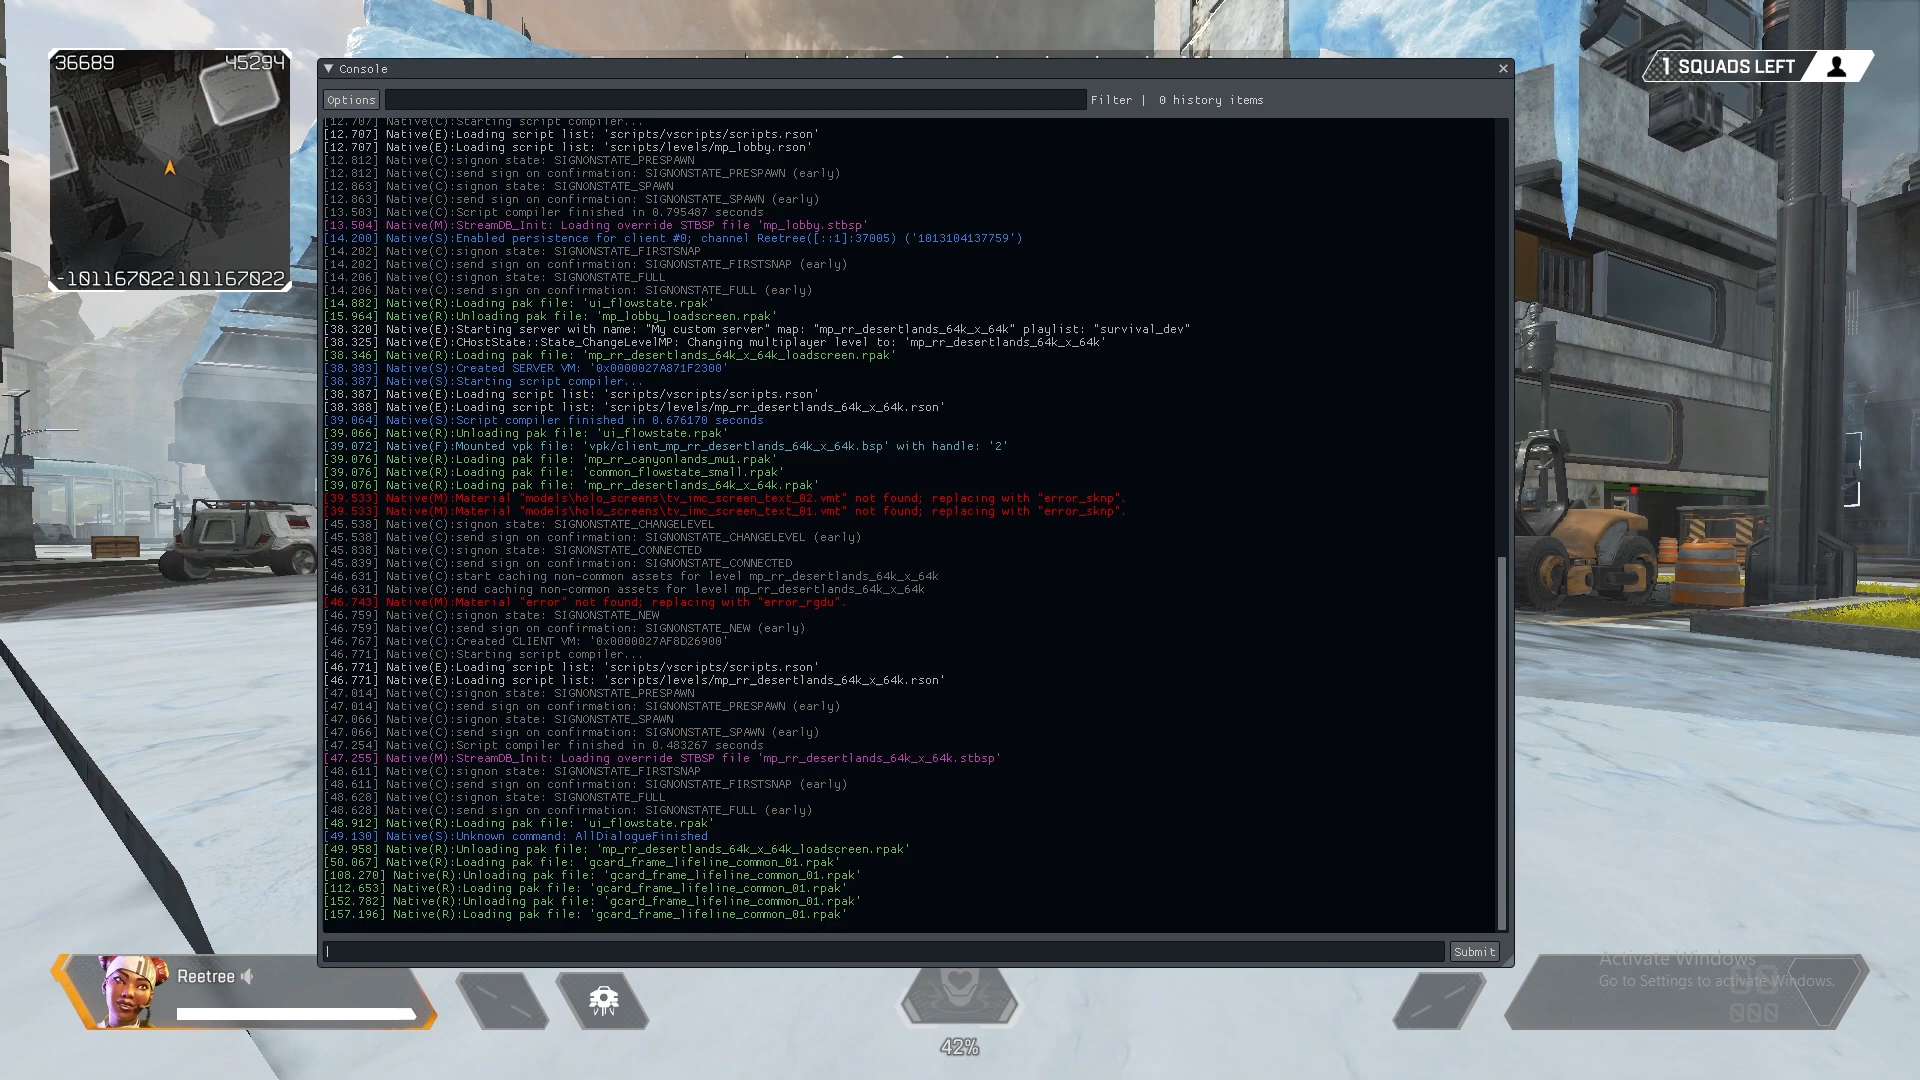 36689 45294
-101167022 101167022
1 SQUADS LEFT
Console
Options Filter | 0 history items
[12.707] Native(C):Starting script compiler...
[12.707] Native(E):Loading script list: 'scripts/vscripts/scripts.rson'
[12.707] Native(E):Loading script list: 'scripts/levels/mp_lobby.rson'
[12.812] Native(C):signon state: SIGNONSTATE_PRESPAWN
[12.812] Native(C):send sign on confirmation: SIGNONSTATE_PRESPAWN (early)
[12.863] Native(C):signon state: SIGNONSTATE_SPAWN
[12.863] Native(C):send sign on confirmation: SIGNONSTATE_SPAWN (early)
[13.503] Native(C):Script compiler finished in 0.795487 seconds
[13.504] Native(M):StreamDB_Init: Loading override STBSP file 'mp_lobby.stbsp'
[14.200] Native(S):Enabled persistence for client #0; channel Reetree([::1]:37005) ('1013104137759')
[14.202] Native(C):signon state: SIGNONSTATE_FIRSTSNAP
[14.202] Native(C):send sign on confirmation: SIGNONSTATE_FIRSTSNAP (early)
[14.206] Native(C):signon state: SIGNONSTATE_FULL
[14.206] Native(C):send sign on confirmation: SIGNONSTATE_FULL (early)
[14.882] Native(R):Loading pak file: 'ui_flowstate.rpak'
[15.964] Native(R):Unloading pak file: 'mp_lobby_loadscreen.rpak'
[38.320] Native(E):Starting server with name: "My custom server" map: "mp_rr_desertlands_64k_x_64k" playlist: "survival_dev"
[38.325] Native(E):CHostState::State_ChangeLevelMP: Changing multiplayer level to: 'mp_rr_desertlands_64k_x_64k'
[38.346] Native(R):Loading pak file: 'mp_rr_desertlands_64k_x_64k_loadscreen.rpak'
[38.383] Native(S):Created SERVER VM: '0x0000027A871F2300'
[38.387] Native(S):Starting script compiler...
[38.387] Native(E):Loading script list: 'scripts/vscripts/scripts.rson'
[38.388] Native(E):Loading script list: 'scripts/levels/mp_rr_desertlands_64k_x_64k.rson'
[39.064] Native(S):Script compiler finished in 0.676170 seconds
[39.066] Native(R):Unloading pak file: 'ui_flowstate.rpak'
[39.072] Native(F):Mounted vpk file: 'vpk/client_mp_rr_desertlands_64k_x_64k.bsp' with handle: '2'
[39.076] Native(R):Loading pak file: 'mp_rr_canyonlands_mu1.rpak'
[39.076] Native(R):Loading pak file: 'common_flowstate_small.rpak'
[39.076] Native(R):Loading pak file: 'mp_rr_desertlands_64k_x_64k.rpak'
[39.533] Native(M):Material "models\holo_screens\tv_imc_screen_text_02.vmt" not found; replacing with "error_sknp".
[39.533] Native(M):Material "models\holo_screens\tv_imc_screen_text_01.vmt" not found; replacing with "error_sknp".
[45.538] Native(C):signon state: SIGNONSTATE_CHANGELEVEL
[45.538] Native(C):send sign on confirmation: SIGNONSTATE_CHANGELEVEL (early)
[45.838] Native(C):signon state: SIGNONSTATE_CONNECTED
[45.839] Native(C):send sign on confirmation: SIGNONSTATE_CONNECTED
[46.631] Native(C):start caching non-common assets for level mp_rr_desertlands_64k_x_64k
[46.631] Native(C):end caching non-common assets for level mp_rr_desertlands_64k_x_64k
[46.743] Native(M):Material "error" not found; replacing with "error_rgdu".
[46.759] Native(C):signon state: SIGNONSTATE_NEW
[46.759] Native(C):send sign on confirmation: SIGNONSTATE_NEW (early)
[46.767] Native(C):Created CLIENT VM: '0x0000027AF8D26900'
[46.771] Native(C):Starting script compiler...
[46.771] Native(E):Loading script list: 'scripts/vscripts/scripts.rson'
[46.771] Native(E):Loading script list: 'scripts/levels/mp_rr_desertlands_64k_x_64k.rson'
[47.014] Native(C):signon state: SIGNONSTATE_PRESPAWN
[47.014] Native(C):send sign on confirmation: SIGNONSTATE_PRESPAWN (early)
[47.066] Native(C):signon state: SIGNONSTATE_SPAWN
[47.066] Native(C):send sign on confirmation: SIGNONSTATE_SPAWN (early)
[47.254] Native(C):Script compiler finished in 0.483267 seconds
[47.255] Native(M):StreamDB_Init: Loading override STBSP file 'mp_rr_desertlands_64k_x_64k.stbsp'
[48.611] Native(C):signon state: SIGNONSTATE_FIRSTSNAP
[48.611] Native(C):send sign on confirmation: SIGNONSTATE_FIRSTSNAP (early)
[48.628] Native(C):signon state: SIGNONSTATE_FULL
[48.628] Native(C):send sign on confirmation: SIGNONSTATE_FULL (early)
[48.912] Native(R):Loading pak file: 'ui_flowstate.rpak'
[49.130] Native(S):Unknown command: AllDialogueFinished
[49.958] Native(R):Unloading pak file: 'mp_rr_desertlands_64k_x_64k_loadscreen.rpak'
[50.067] Native(R):Loading pak file: 'gcard_frame_lifeline_common_01.rpak'
[108.270] Native(R):Unloading pak file: 'gcard_frame_lifeline_common_01.rpak'
[112.653] Native(R):Loading pak file: 'gcard_frame_lifeline_common_01.rpak'
[152.782] Native(R):Unloading pak file: 'gcard_frame_lifeline_common_01.rpak'
[157.196] Native(R):Loading pak file: 'gcard_frame_lifeline_common_01.rpak'
Submit
Reetree
42%
Activate Windows
Go to Settings to activate Windows.
00
000